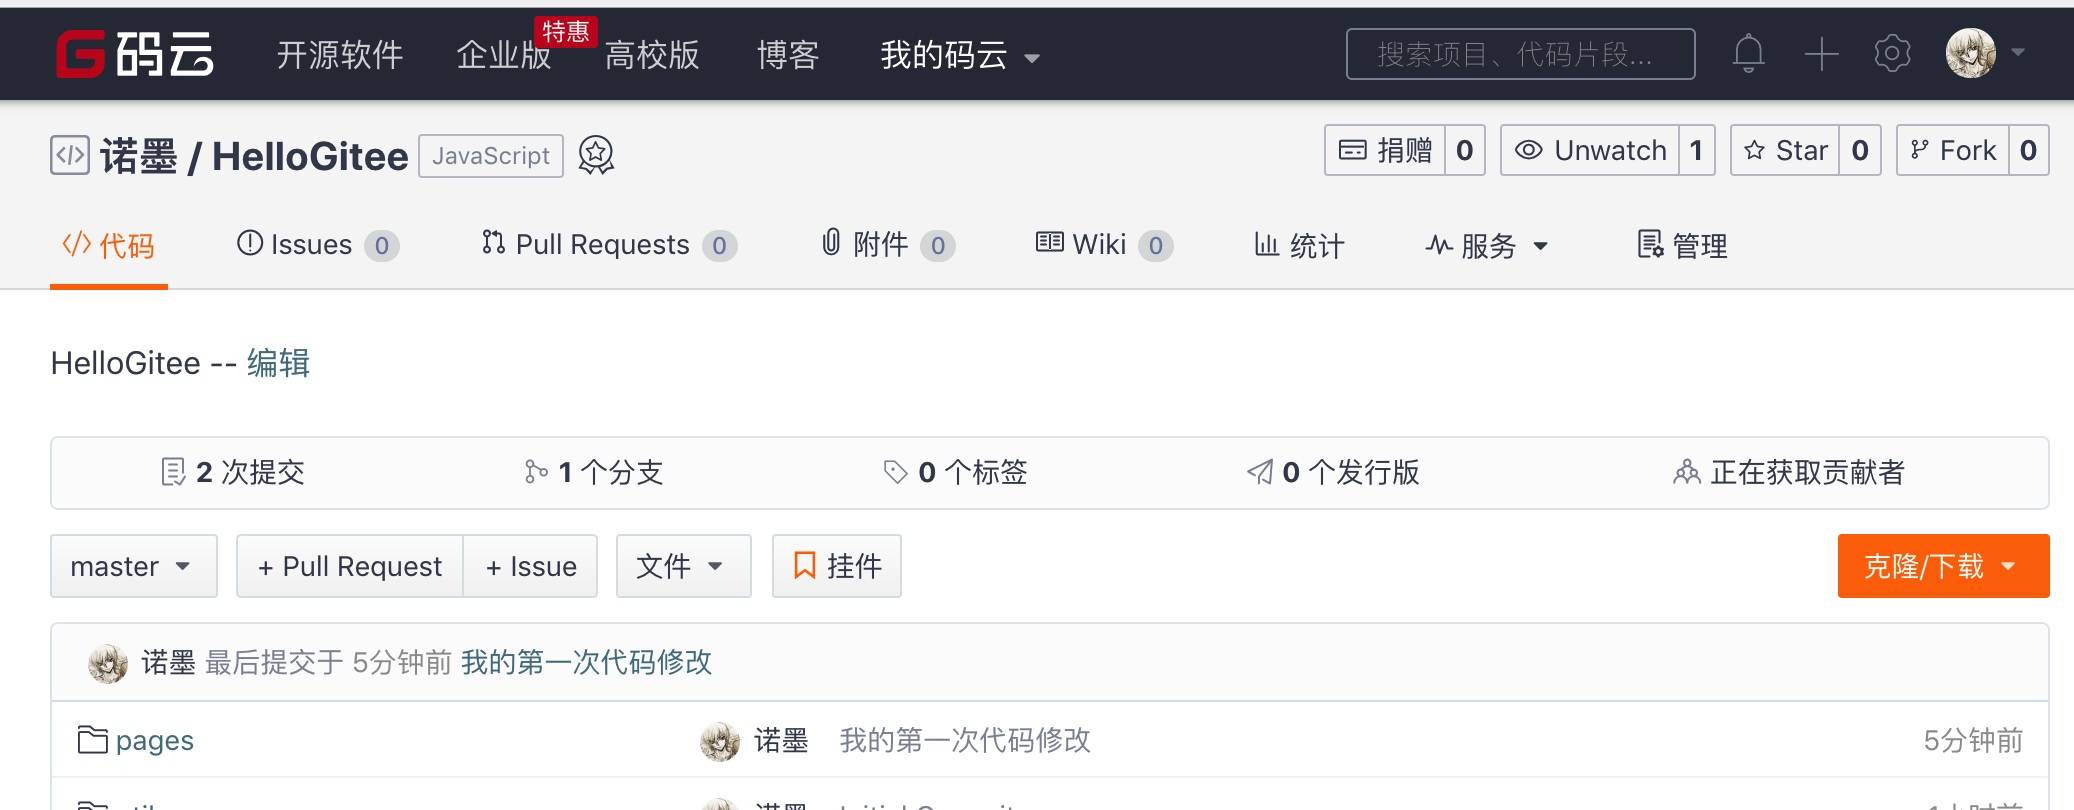 码云 开源软件 企业版 特惠 高校版 博客 我的码云 搜索项目、代码片段...
诺墨 / HelloGitee JavaScript 捐赠 0 Unwatch 1 Star 0 Fork 0
代码 Issues 0 Pull Requests 0 附件 0 Wiki 0 统计 服务 管理
HelloGitee -- 编辑
2 次提交 1 个分支 0 个标签 0 个发行版 正在获取贡献者
master + Pull Request + Issue 文件 挂件 克隆/下载
诺墨 最后提交于 5分钟前 我的第一次代码修改
pages 诺墨 我的第一次代码修改 5分钟前